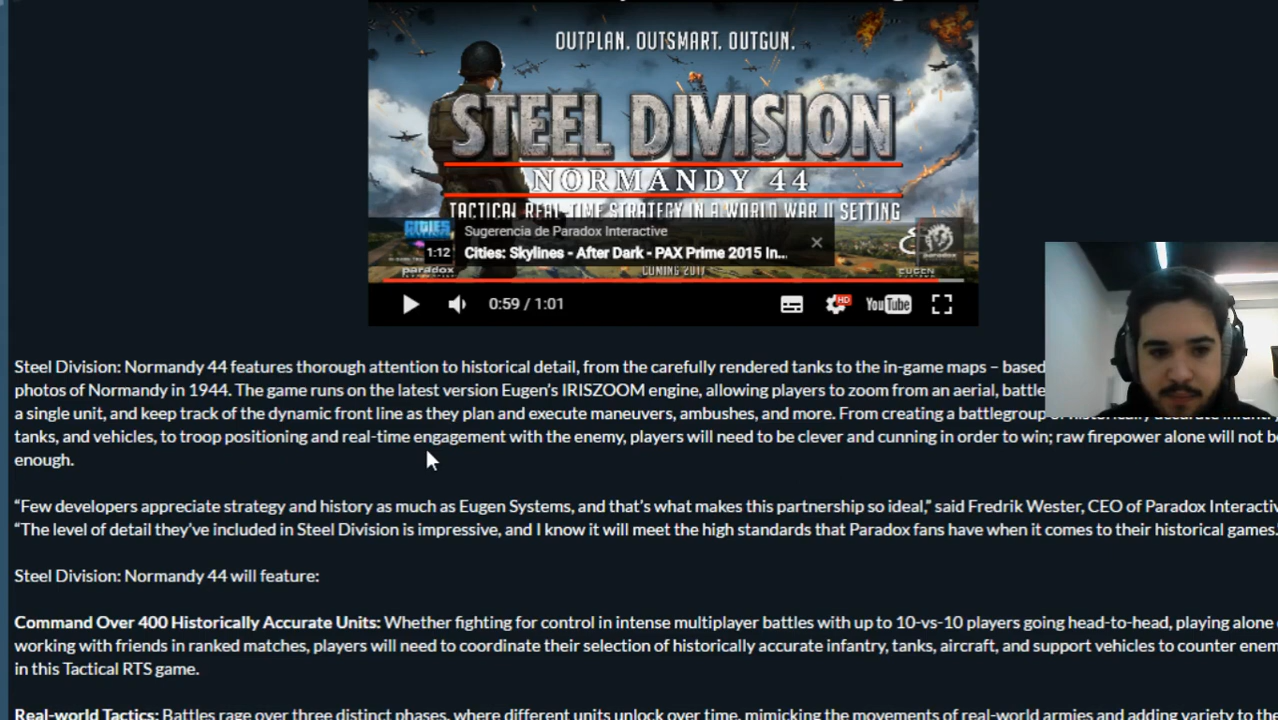 OUTPLAN. OUTSMART. OUTGUN.
STEEL DIVISION
NORMANDY 44
TACTICAL REAL-TIME STRATEGY IN A WORLD WAR II SETTING
CITIES
Sugerencia de Paradox Interactive
1:12
Cities: Skylines - After Dark - PAX Prime 2015 In...
paradox
COMING 2017
paradox
EUGEN
0:59 / 1:01
HD
YouTube
Steel Division: Normandy 44 features thorough attention to historical detail, from the carefully rendered tanks to the in-game maps – based
photos of Normandy in 1944. The game runs on the latest version Eugen's IRISZOOM engine, allowing players to zoom from an aerial, battle
a single unit, and keep track of the dynamic front line as they plan and execute maneuvers, ambushes, and more. From creating a battlegroup
tanks, and vehicles, to troop positioning and real-time engagement with the enemy, players will need to be clever and cunning in order to win; raw firepower alone will not be
enough.
“Few developers appreciate strategy and history as much as Eugen Systems, and that’s what makes this partnership so ideal,” said Fredrik Wester, CEO of Paradox
“The level of detail they’ve included in Steel Division is impressive, and I know it will meet the high standards that Paradox fans have when it comes to their historical games.
Steel Division: Normandy 44 will feature:
Command Over 400 Historically Accurate Units: Whether fighting for control in intense multiplayer battles with up to 10-vs-10 players going head-to-head, playing alone
working with friends in ranked matches, players will need to coordinate their selection of historically accurate infantry, tanks, aircraft, and support vehicles to counter
in this Tactical RTS game.
Real-world Tactics: Battles rage over three distinct phases, where different units unlock over time, mimicking the movements of real-world armies and adding variety to the